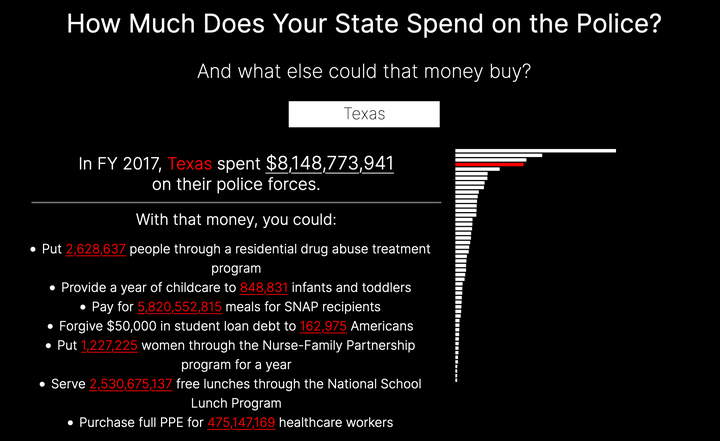 How Much Does Your State Spend on the Police?
And what else could that money buy?
Texas
In FY 2017, Texas spent $8,148,773,941
on their police forces.
With that money, you could:
• Put 2,628,637 people through a residential drug abuse treatment
program
• Provide a year of childcare to 848,831 infants and toddlers
• Pay for 5,820,552,815 meals for SNAP recipients
• Forgive $50,000 in student loan debt to 162,975 Americans
• Put 1,227,225 women through the Nurse-Family Partnership
program for a year
• Serve 2,530,675,137 free lunches through the National School
Lunch Program
• Purchase full PPE for 475,147,169 healthcare workers